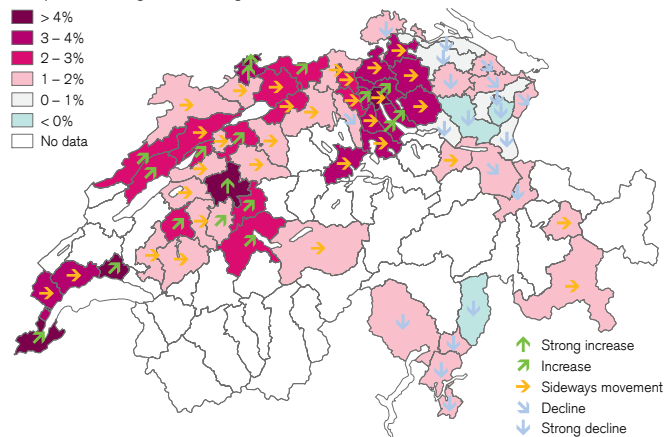 > 4%
3 – 4%
2 – 3%
1 – 2%
0 – 1%
< 0%
No data
Strong increase
Increase
Sideways movement
Decline
Strong decline